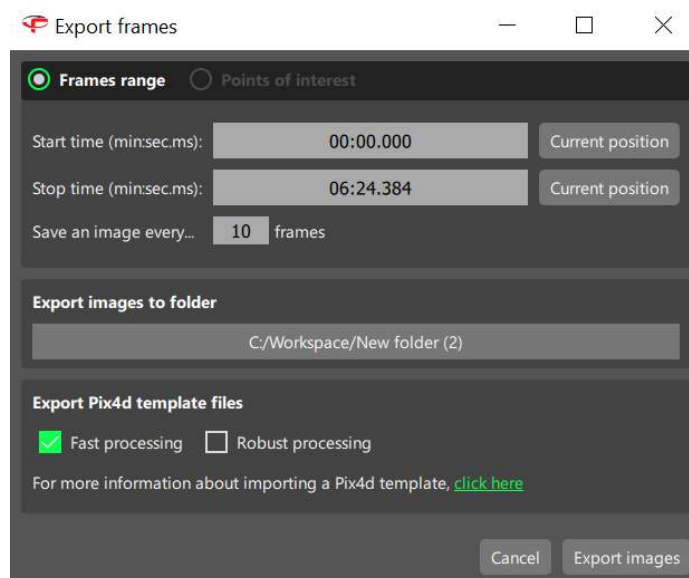 Export frames
Frames range Points of interest
Start time (min:sec.ms): 00:00.000 Current position
Stop time (min:sec.ms): 06:24.384 Current position
Save an image every... 10 frames
Export images to folder
C:/Workspace/New folder (2)
Export Pix4d template files
Fast processing Robust processing
For more information about importing a Pix4d template, click here
Cancel Export images